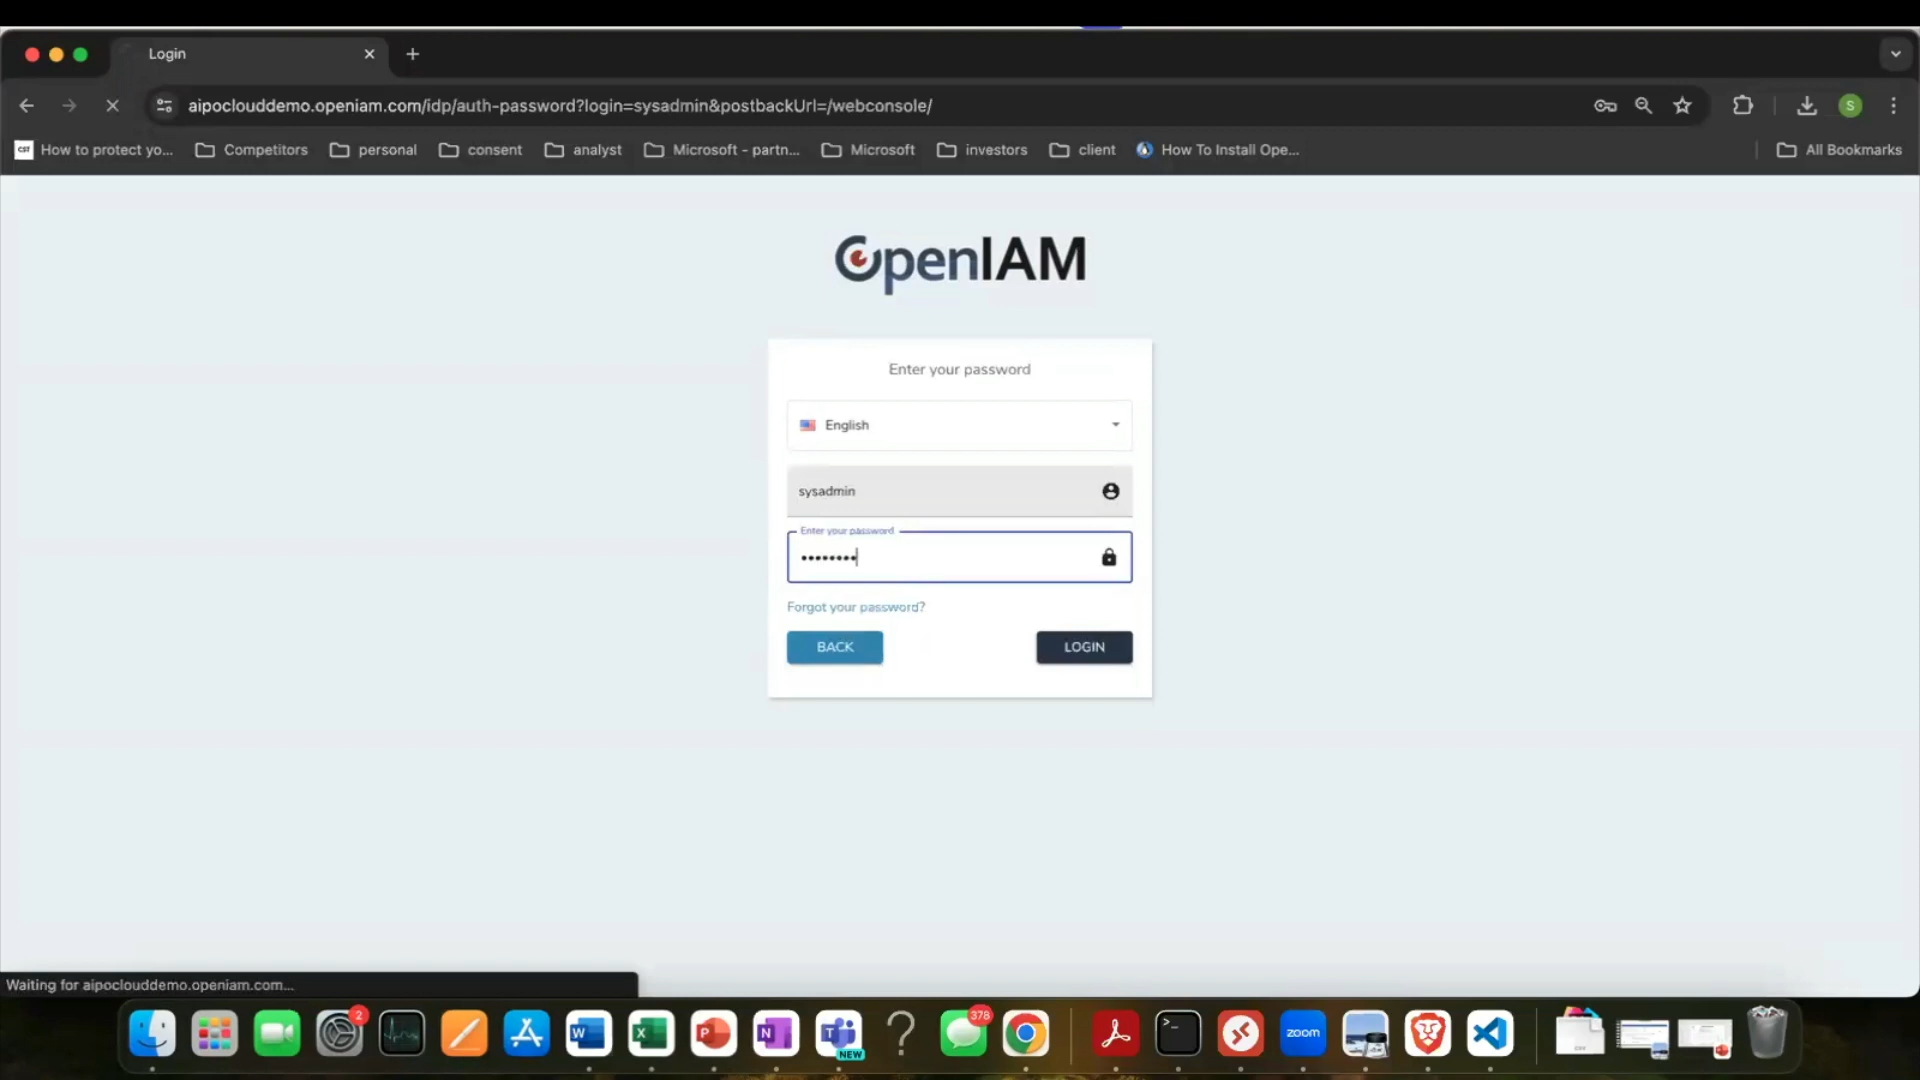 Login
aipoclouddemo.openiam.com/idp/auth-password?login=sysadmin&postbackUrl=/webconsole/
S
CST How to protect yo... Competitors personal consent analyst Microsoft - partn... Microsoft investors client How To Install Ope... All Bookmarks
OpenIAM
Enter your password
English
sysadmin
Enter your password
Forgot your password?
BACK LOGIN
Waiting for aipoclouddemo.openiam.com...
2 W X P N T NEW ? 378 >_ zoom